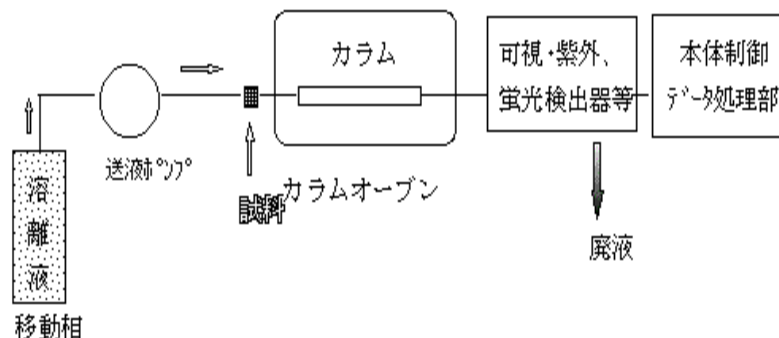 カラム
可視・紫外、
蛍光検出器等
本体制御
ﾃﾞｰﾀ処理部
送液ﾎﾟﾝﾌﾟ
試料
カラムオーブン
溶離液
移動相
廃液